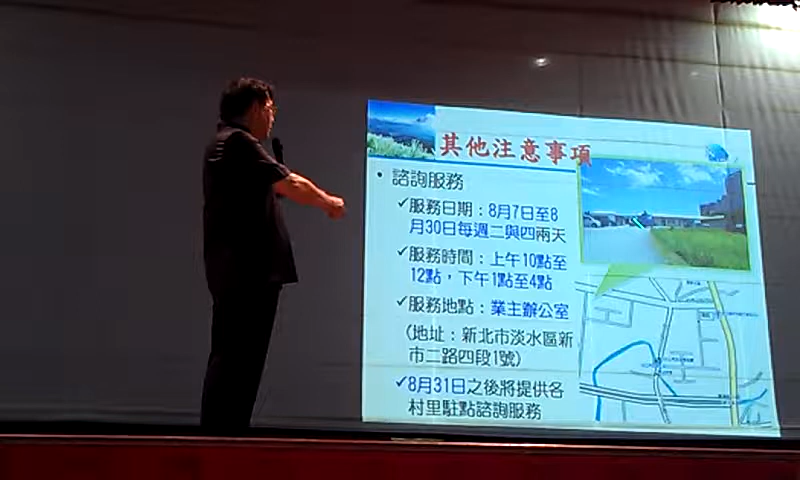 其他注意事項
• 諮詢服務
✓服務日期：8月7日至8
月30日每週二與四兩天
✓服務時間：上午10點至
12點，下午1點至4點
✓服務地點：業主辦公室
(地址：新北市淡水區新
市二路四段1號)
✓8月31日之後將提供各
村里駐點諮詢服務